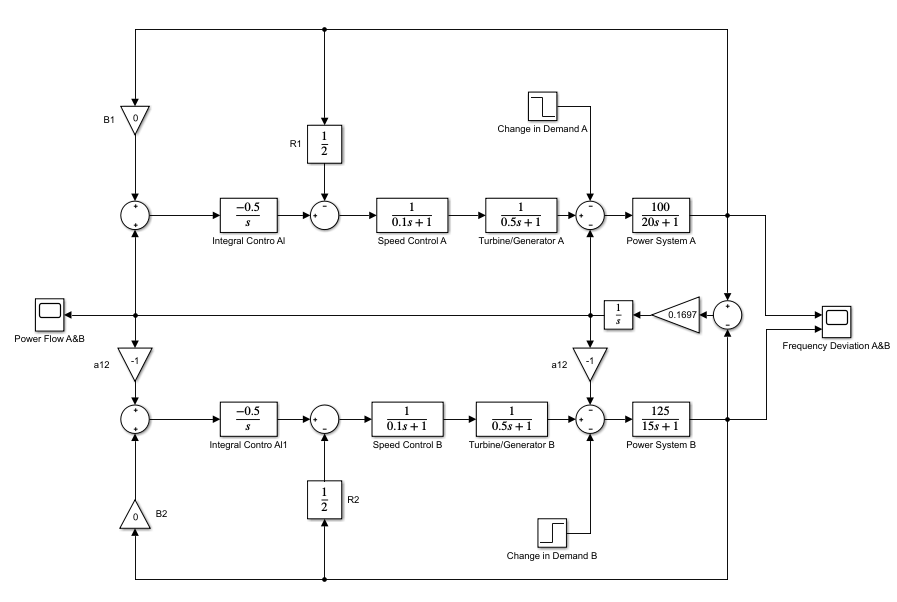 B1
0
R1
1
2
Change in Demand A
+
+
−0.5
s
Integral Contro Al
−
+
1
0.1s + 1
Speed Control A
1
0.5s + 1
Turbine/Generator A
−
+
−
100
20s + 1
Power System A
Power Flow A&B
1
s
0.1697
+
−
Frequency Deviation A&B
a12
-1
a12
-1
+
+
−0.5
s
Integral Contro Al1
+
−
1
0.1s + 1
Speed Control B
1
0.5s + 1
Turbine/Generator B
−
+
−
125
15s + 1
Power System B
1
2
R2
0
B2
Change in Demand B